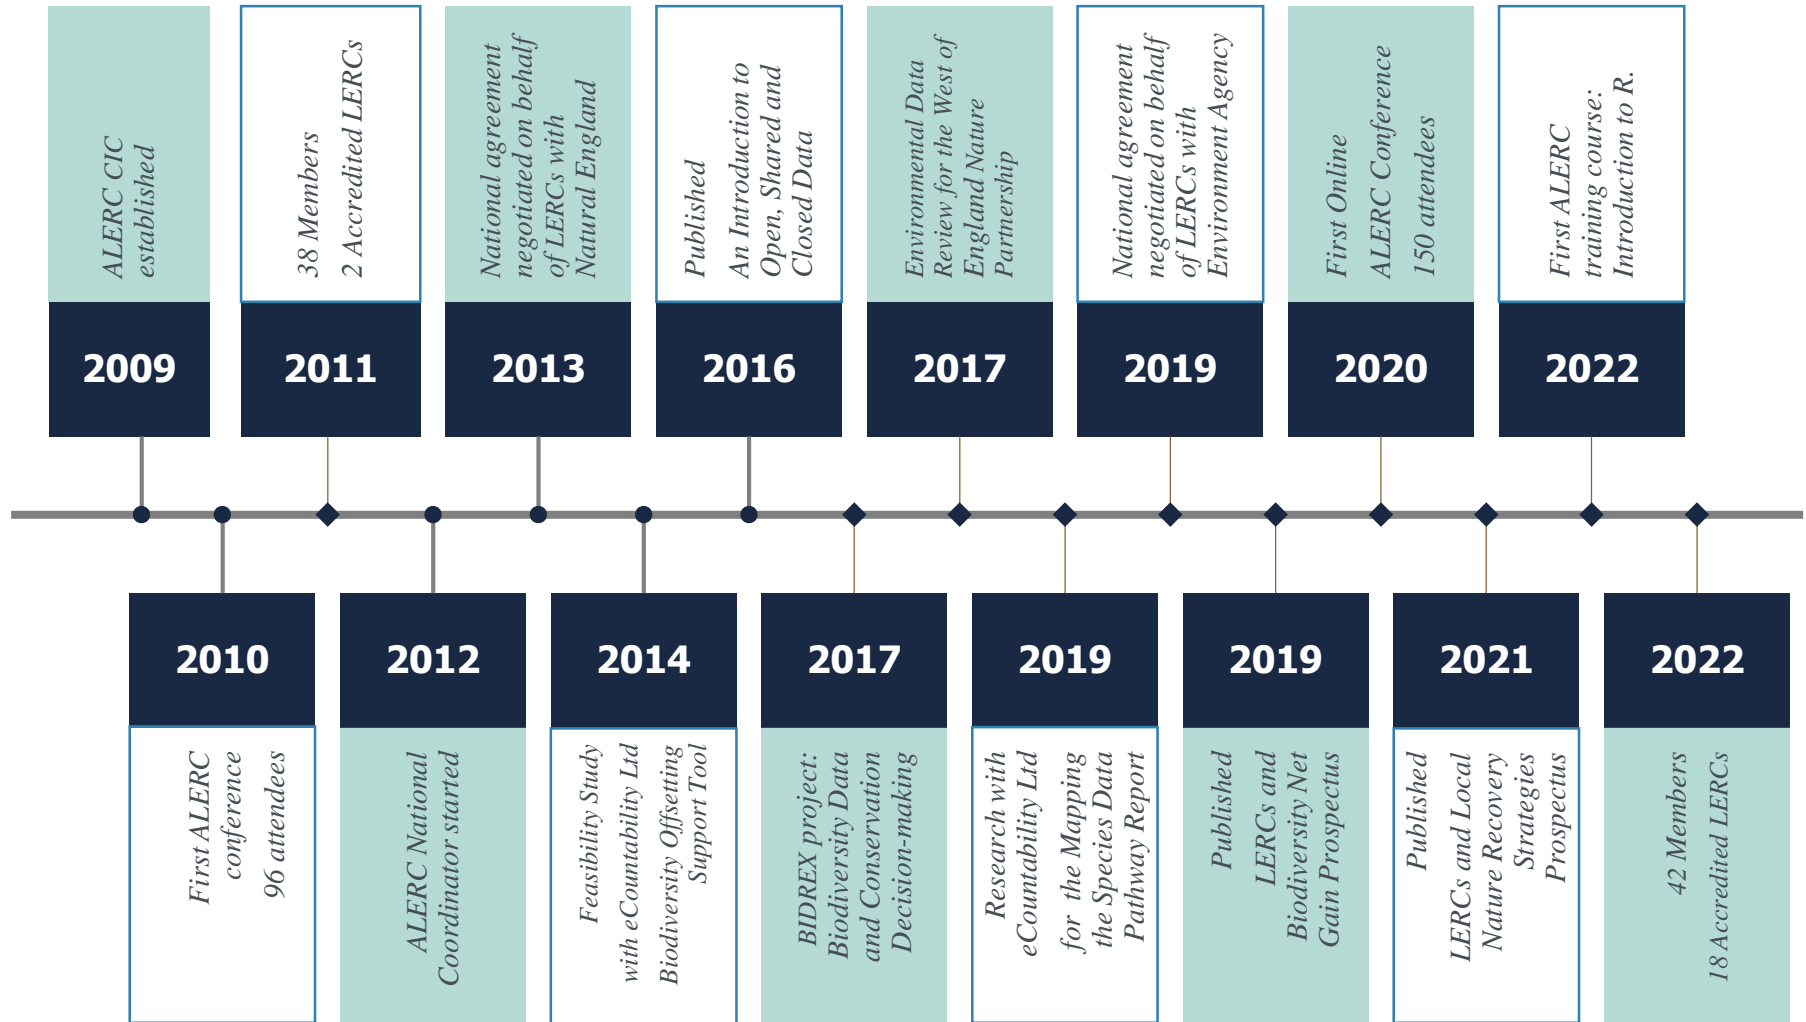 ALERC CIC
established
2009
38 Members
2 Accredited LERCs
2011
National agreement
negotiated on behalf
of LERCs with
Natural England
2013
Published
An Introduction to
Open, Shared and
Closed Data
2016
Environmental Data
Review for the West of
England Nature
Partnership
2017
National agreement
negotiated on behalf
of LERCs with
Environment Agency
2019
First Online
ALERC Conference
150 attendees
2020
First ALERC
training course:
Introduction to R.
2022
2010
First ALERC
conference
96 attendees
2012
ALERC National
Coordinator started
2014
Feasibility Study
with eCountability Ltd
Biodiversity Offsetting
Support Tool
2017
BIDREX project:
Biodiversity Data
and Conservation
Decision-making
2019
Research with
eCountability Ltd
for the Mapping
the Species Data
Pathway Report
2019
Published
LERCs and
Biodiversity Net
Gain Prospectus
2021
Published
LERCs and Local
Nature Recovery
Strategies
Prospectus
2022
42 Members
18 Accredited LERCs